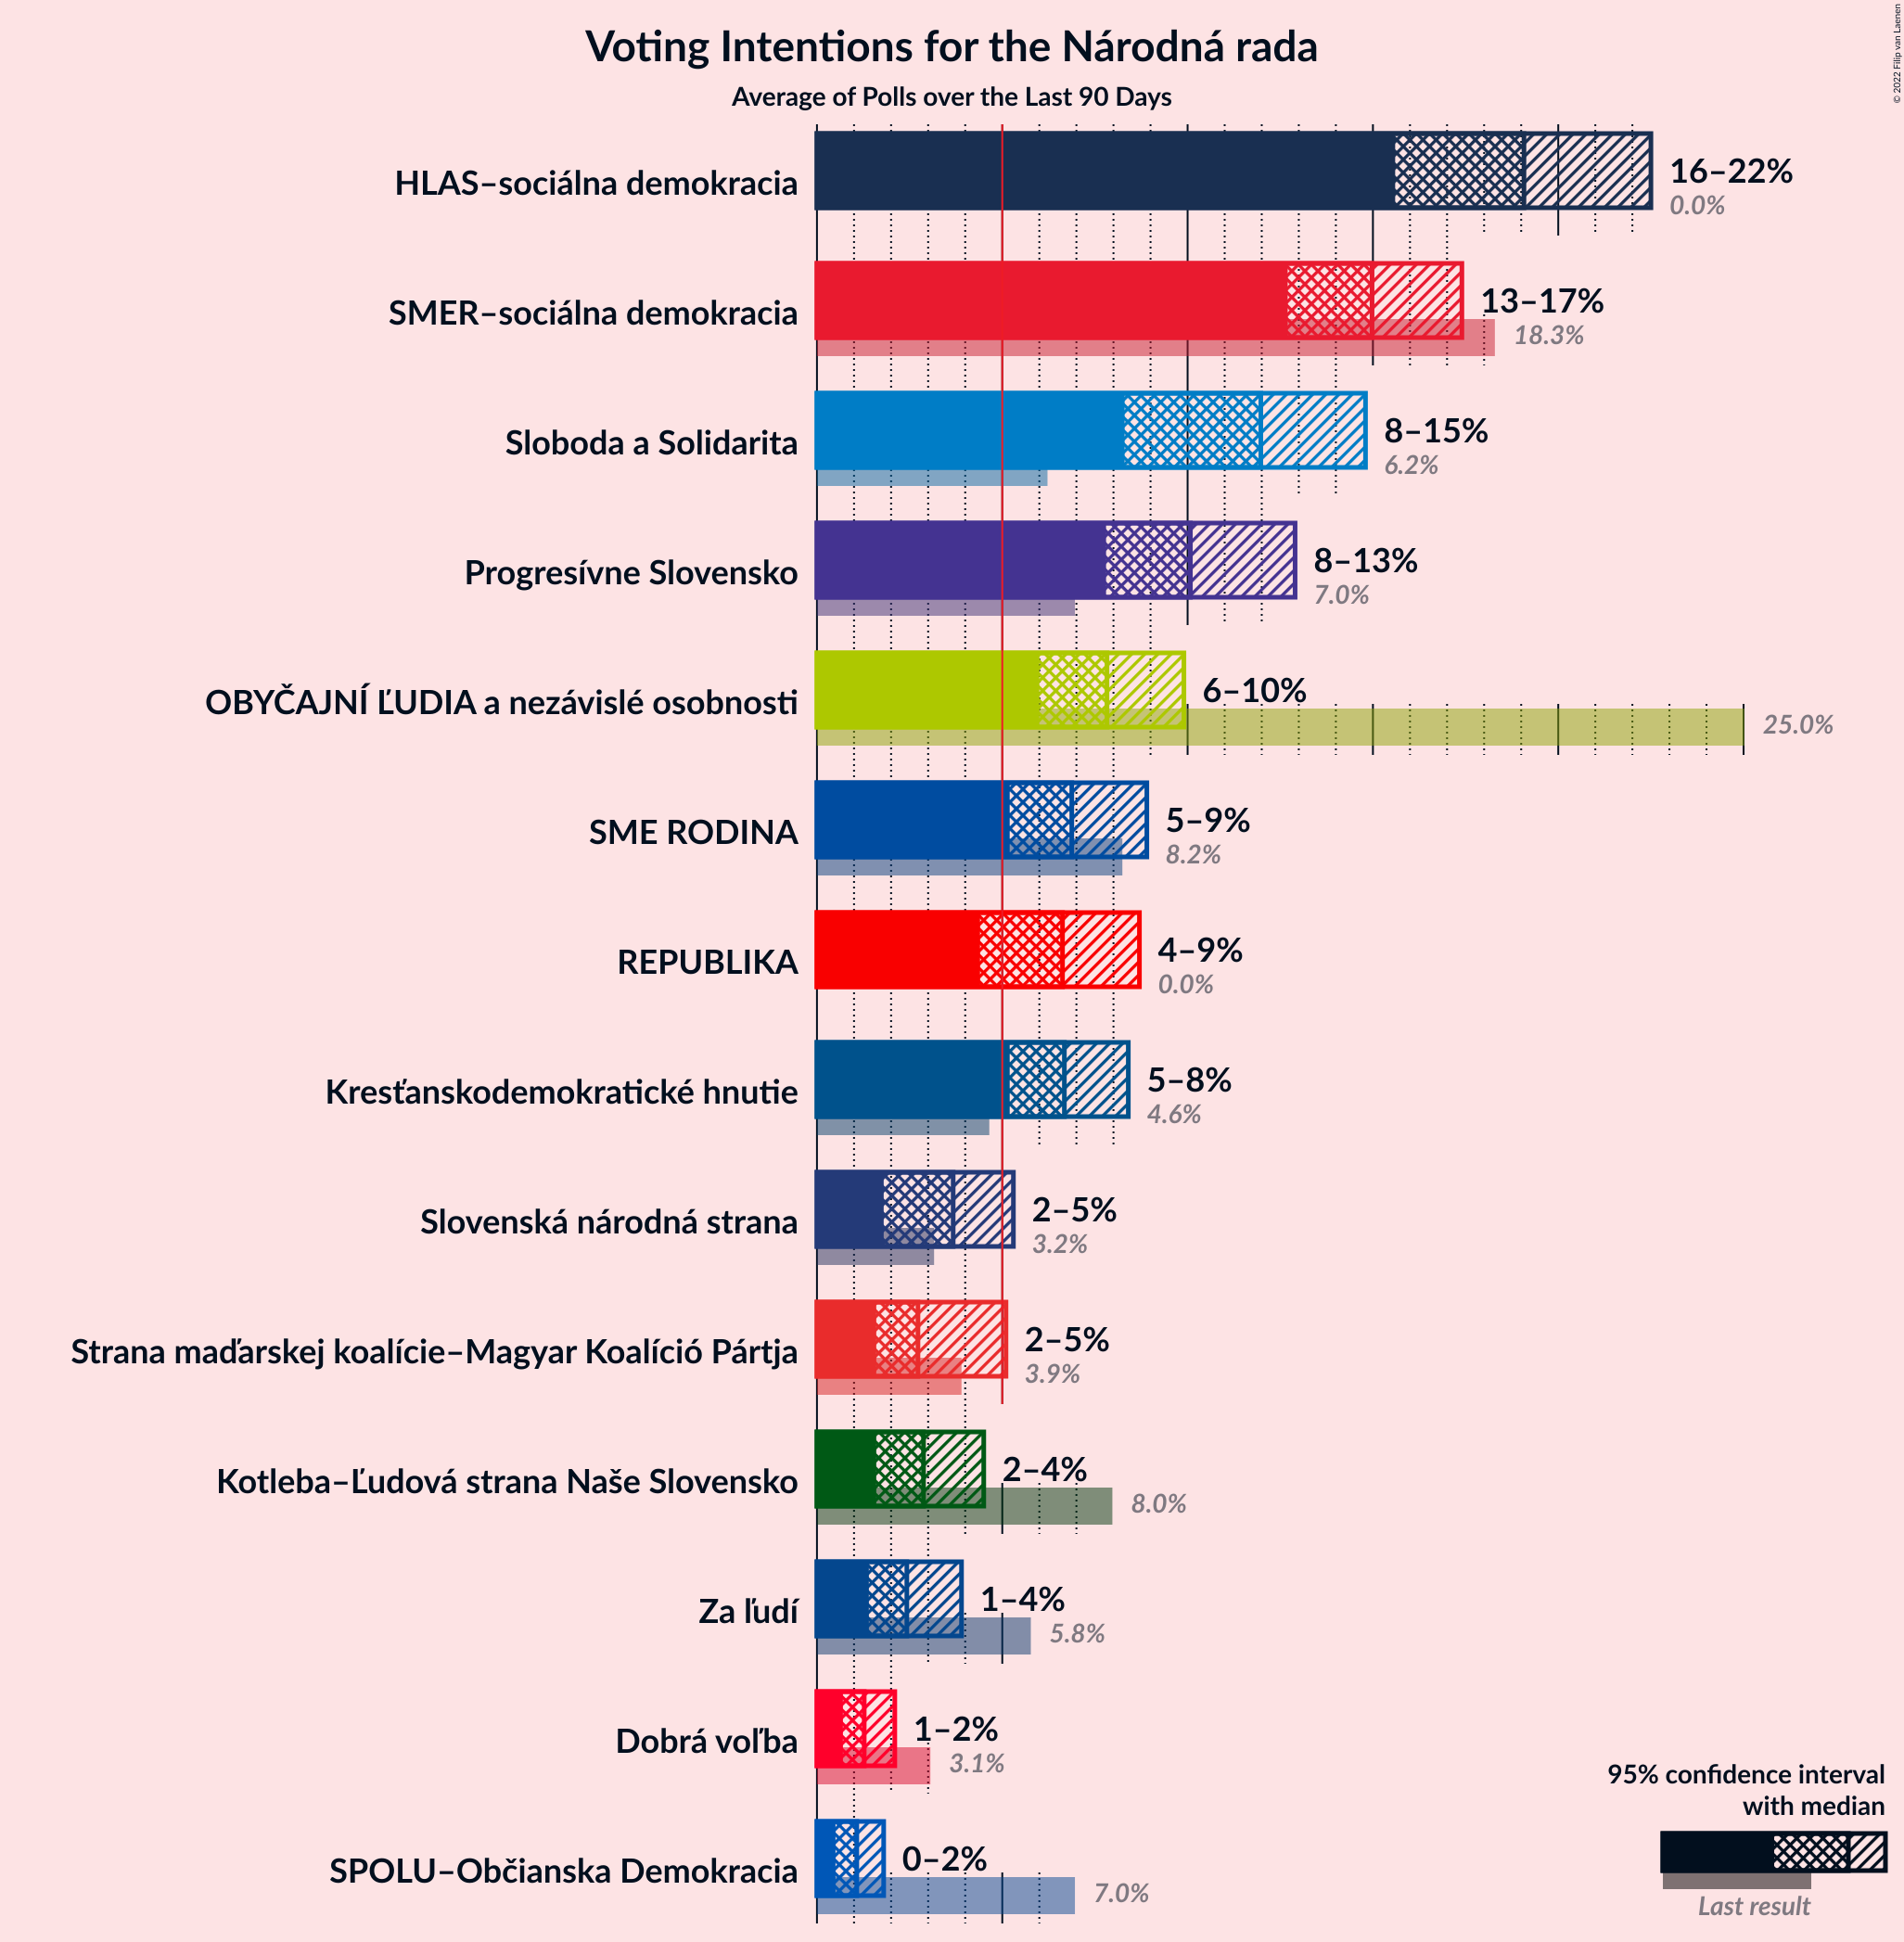 Voting Intentions for the Národná rada
Average of Polls over the Last 90 Days
© 2022 Filip van Laenen
HLAS–sociálna demokracia
16–22%
0.0%
SMER–sociálna demokracia
13–17%
18.3%
Sloboda a Solidarita
8–15%
6.2%
Progresívne Slovensko
8–13%
7.0%
OBYČAJNÍ ĽUDIA a nezávislé osobnosti
6–10%
25.0%
SME RODINA
5–9%
8.2%
REPUBLIKA
4–9%
0.0%
Kresťanskodemokratické hnutie
5–8%
4.6%
Slovenská národná strana
2–5%
3.2%
Strana maďarskej koalície–Magyar Koalíció Pártja
2–5%
3.9%
Kotleba–Ľudová strana Naše Slovensko
2–4%
8.0%
Za ľudí
1–4%
5.8%
Dobrá voľba
1–2%
3.1%
SPOLU–Občianska Demokracia
0–2%
7.0%
95% confidence interval
with median
Last result